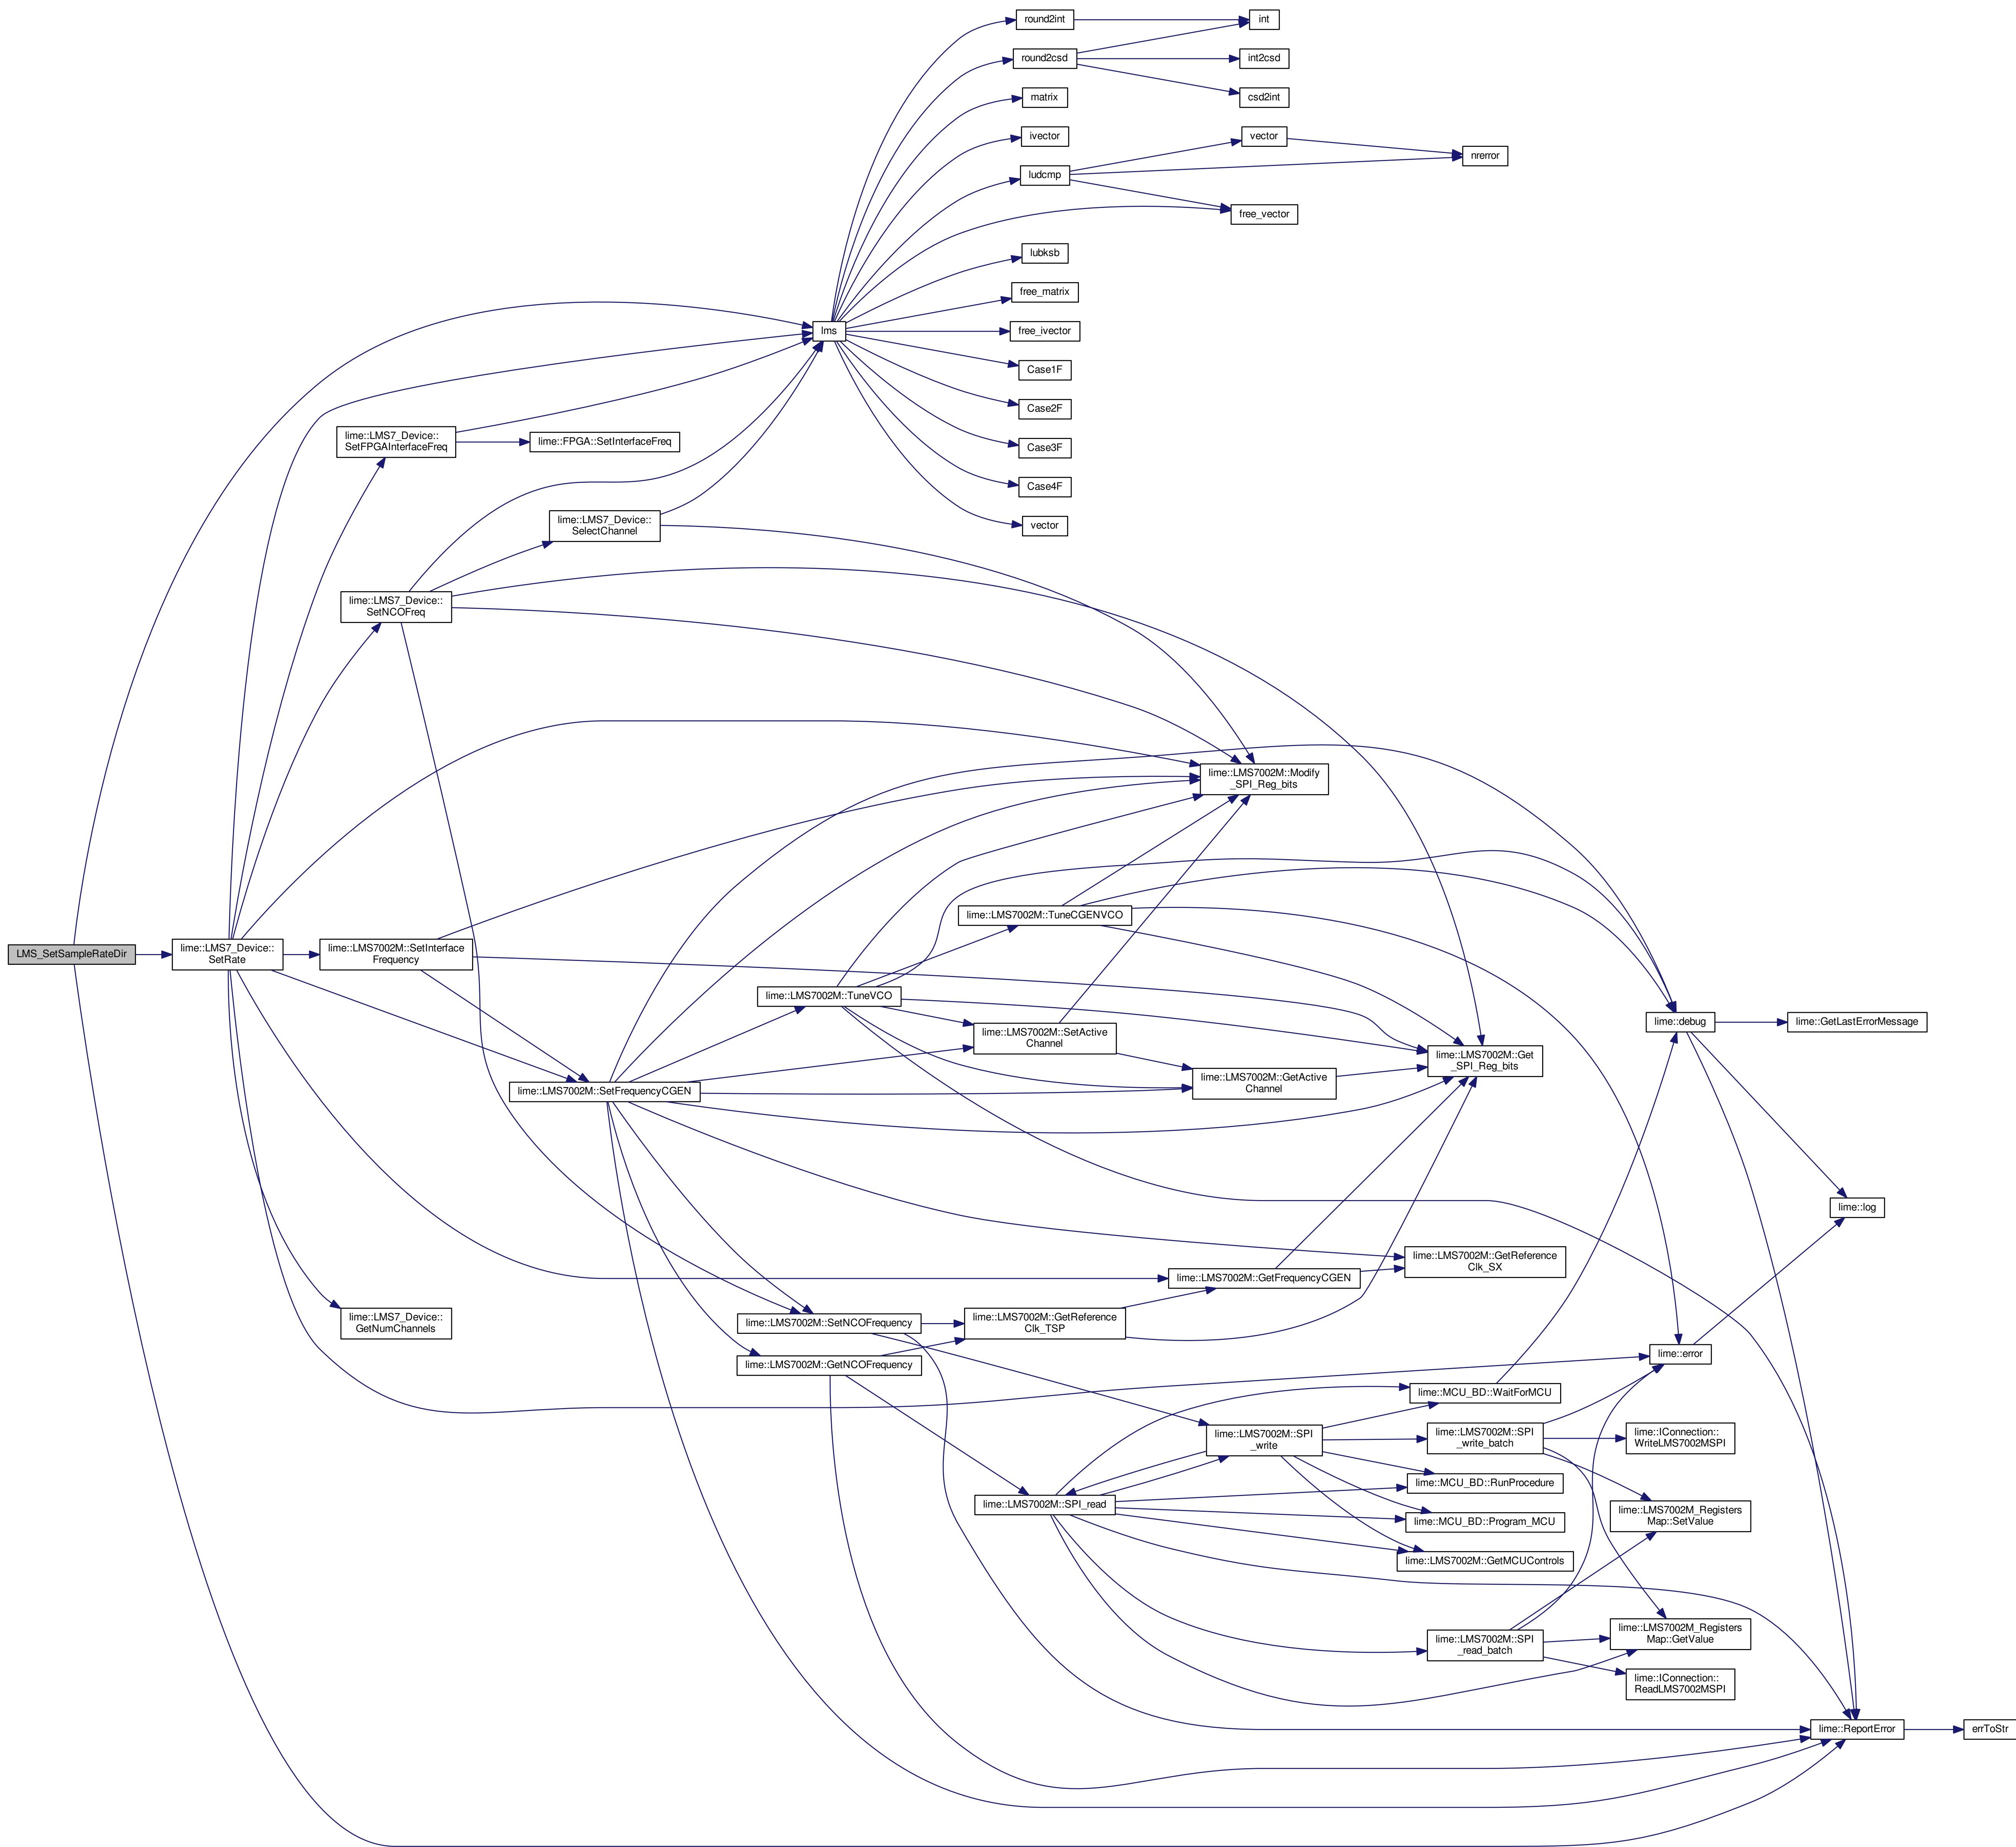 round2int
int
round2csd
int2csd
csd2int
matrix
ivector
vector
nrerror
ludcmp
free_vector
lubksb
free_matrix
lms
free_ivector
Case1F
Case2F
lime::LMS7_Device::
SetFPGAInterfaceFreq
lime::FPGA::SetInterfaceFreq
Case3F
Case4F
lime::LMS7_Device::
SelectChannel
vector
lime::LMS7_Device::
SetNCOFreq
lime::LMS7002M::Modify
_SPI_Reg_bits
lime::LMS7002M::TuneCGENVCO
LMS_SetSampleRateDir
lime::LMS7_Device::
SetRate
lime::LMS7002M::SetInterface
Frequency
lime::LMS7002M::TuneVCO
lime::LMS7002M::SetActive
Channel
lime::debug
lime::GetLastErrorMessage
lime::LMS7002M::Get
_SPI_Reg_bits
lime::LMS7002M::SetFrequencyCGEN
lime::LMS7002M::GetActive
Channel
lime::log
lime::LMS7002M::GetReference
Clk_SX
lime::LMS7002M::GetFrequencyCGEN
lime::LMS7_Device::
GetNumChannels
lime::LMS7002M::SetNCOFrequency
lime::LMS7002M::GetReference
Clk_TSP
lime::error
lime::LMS7002M::GetNCOFrequency
lime::MCU_BD::WaitForMCU
lime::LMS7002M::SPI
_write
lime::LMS7002M::SPI
_write_batch
lime::IConnection::
WriteLMS7002MSPI
lime::MCU_BD::RunProcedure
lime::LMS7002M::SPI_read
lime::MCU_BD::Program_MCU
lime::LMS7002M_Registers
Map::SetValue
lime::LMS7002M::GetMCUControls
lime::LMS7002M_Registers
Map::GetValue
lime::LMS7002M::SPI
_read_batch
lime::IConnection::
ReadLMS7002MSPI
lime::ReportError
errToStr